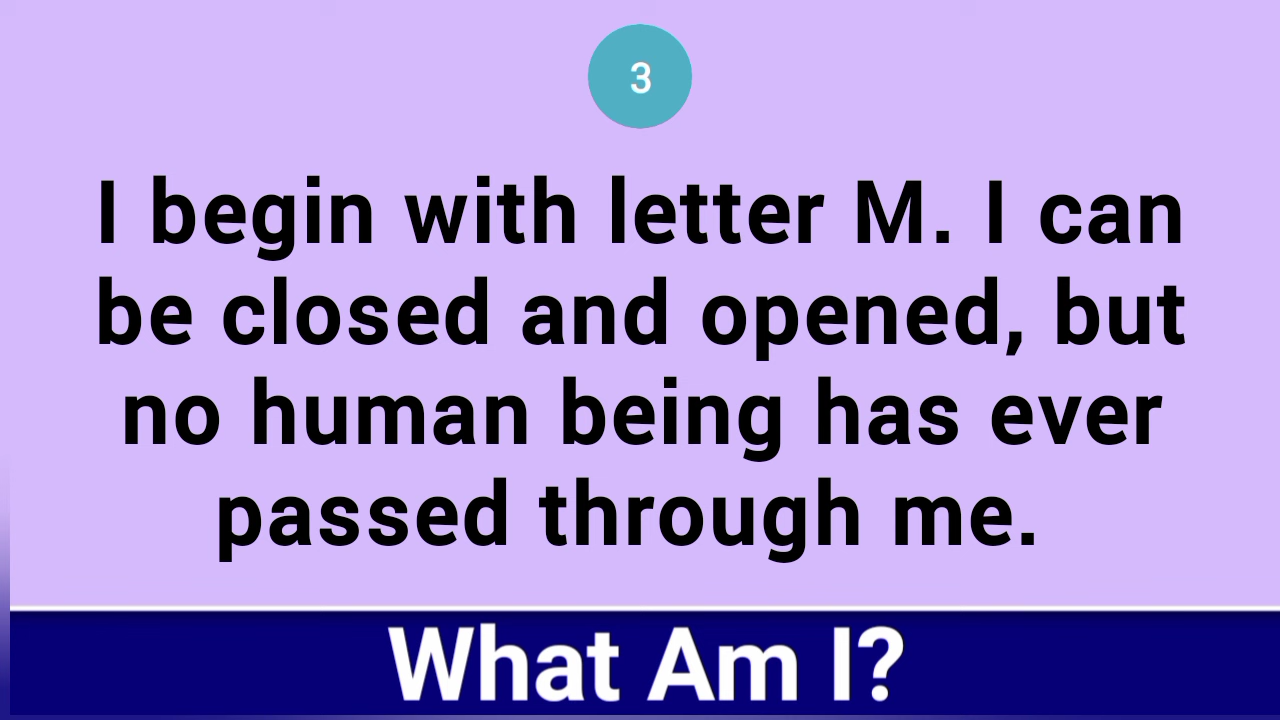 3
I begin with letter M. I can
be closed and opened, but
no human being has ever
passed through me.
What Am I?